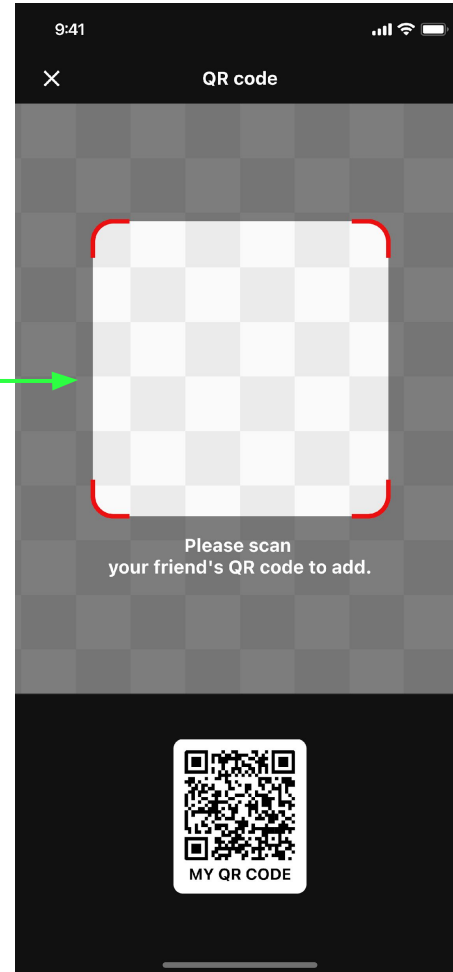 9:41
QR code
Please scan
your friend's QR code to add.
MY QR CODE